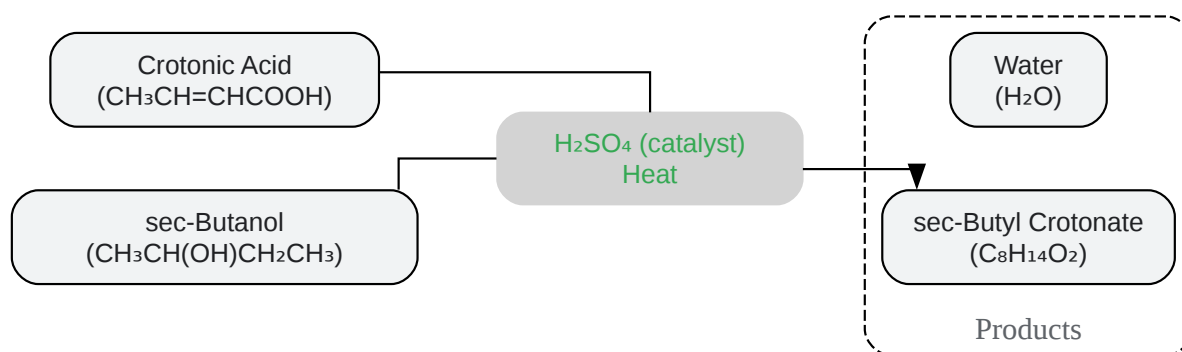 Crotonic Acid
(CH₃CH=CHCOOH)
sec-Butanol
(CH₃CH(OH)CH₂CH₃)
H₂SO₄ (catalyst)
Heat
Water
(H₂O)
sec-Butyl Crotonate
(C₈H₁₄O₂)
Products